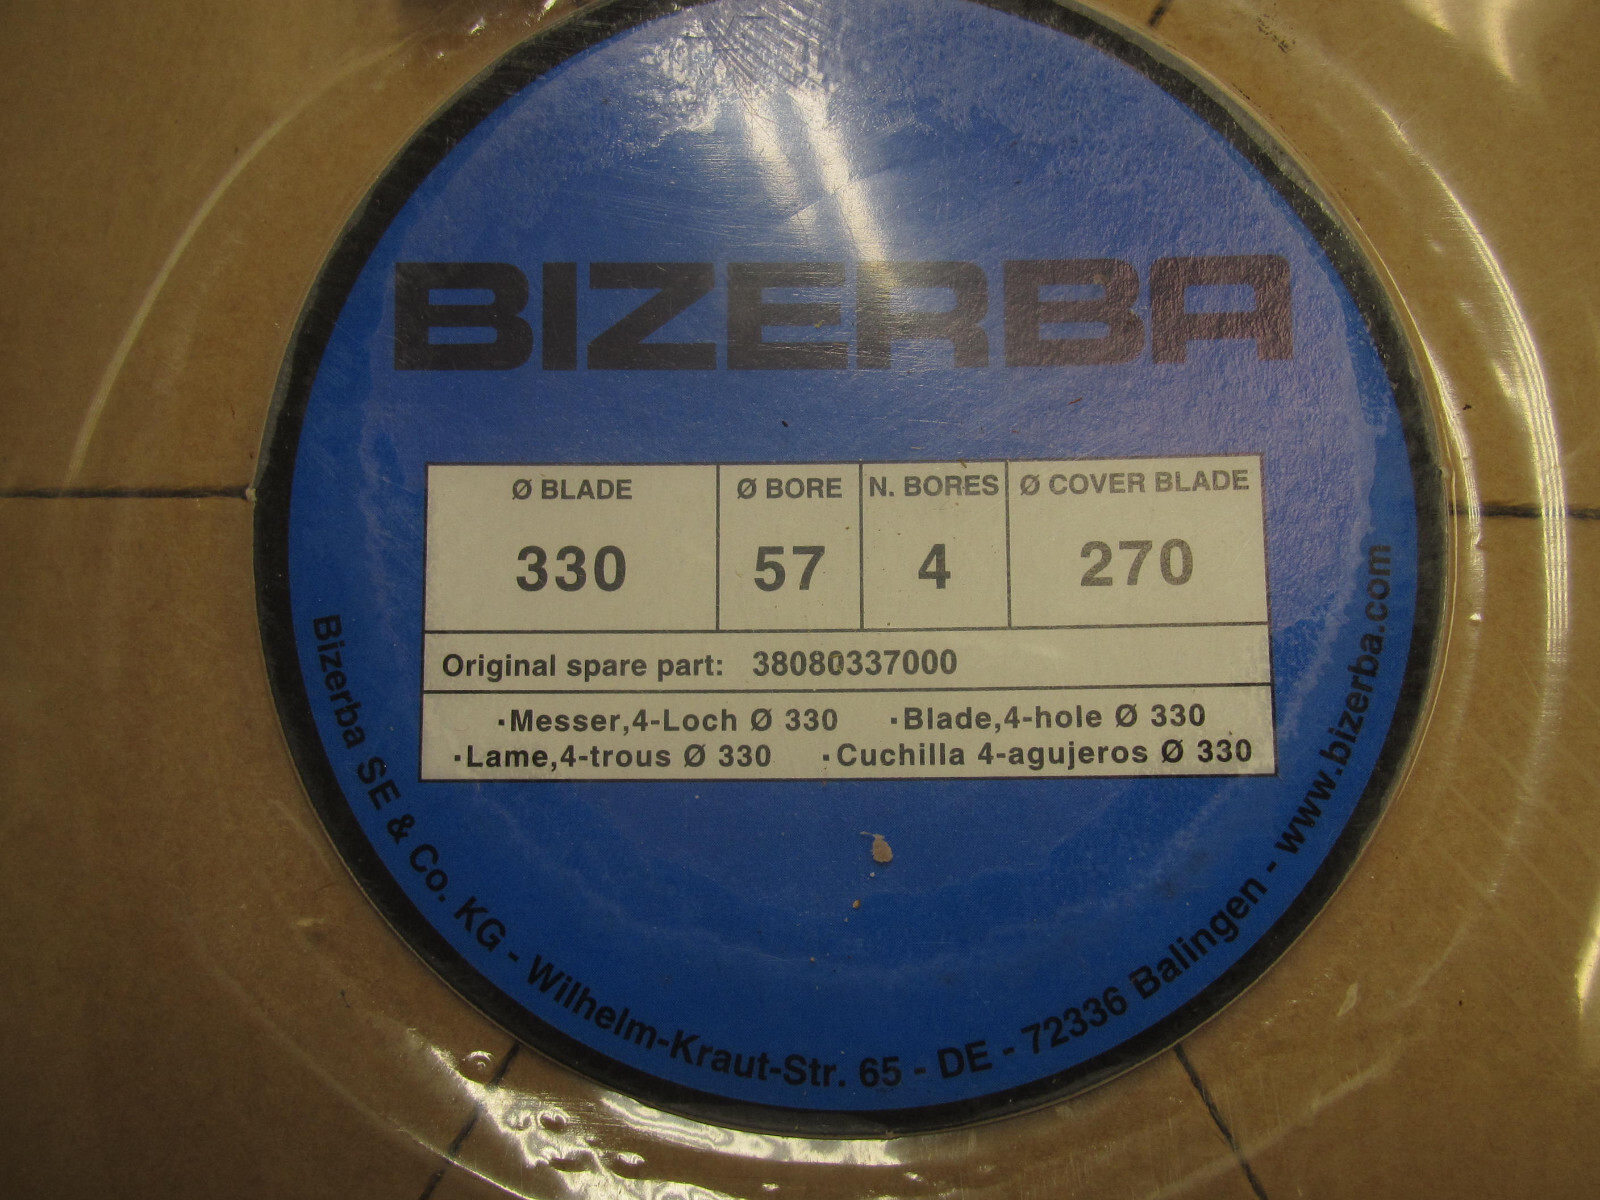 BIZERBA
Ø BLADE Ø BORE N. BORES Ø COVER BLADE
330 57 4 270
Original spare part: 38080337000
·Messer,4-Loch Ø 330 ·Blade,4-hole Ø 330
·Lame,4-trous Ø 330 ·Cuchilla 4-agujeros Ø 330
Bizerba SE & Co. KG - Wilhelm-Kraut-Str. 65 - DE - 72336 Balingen - www.bizerba.com